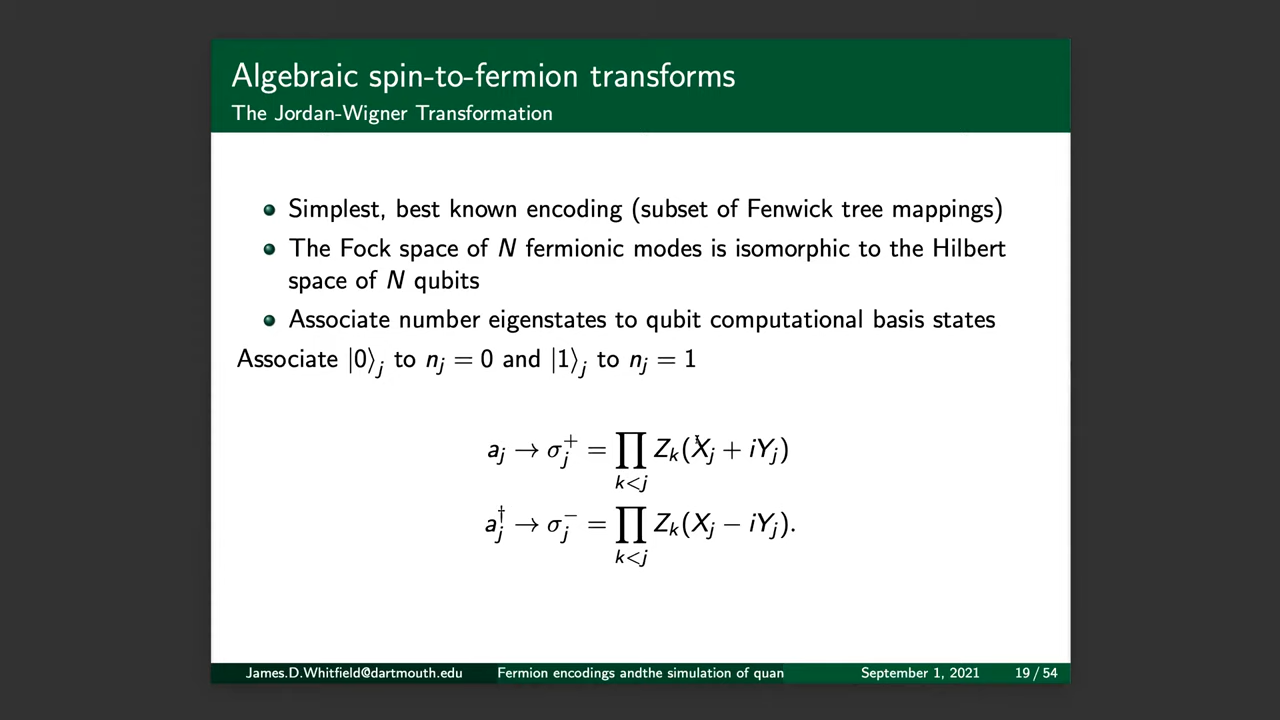 Algebraic spin-to-fermion transforms
The Jordan-Wigner Transformation
Simplest, best known encoding (subset of Fenwick tree mappings)
The Fock space of N fermionic modes is isomorphic to the Hilbert
space of N qubits
Associate number eigenstates to qubit computational basis states
Associate |0⟩_j to n_j = 0 and |1⟩_j to n_j = 1
a_j → σ_j^+ = ∏_{k<j} Z_k(X_j + iY_j)
a_j^† → σ_j^− = ∏_{k<j} Z_k(X_j − iY_j).
James.D.Whitfield@dartmouth.edu Fermion encodings andthe simulation of quan September 1, 2021 19 / 54